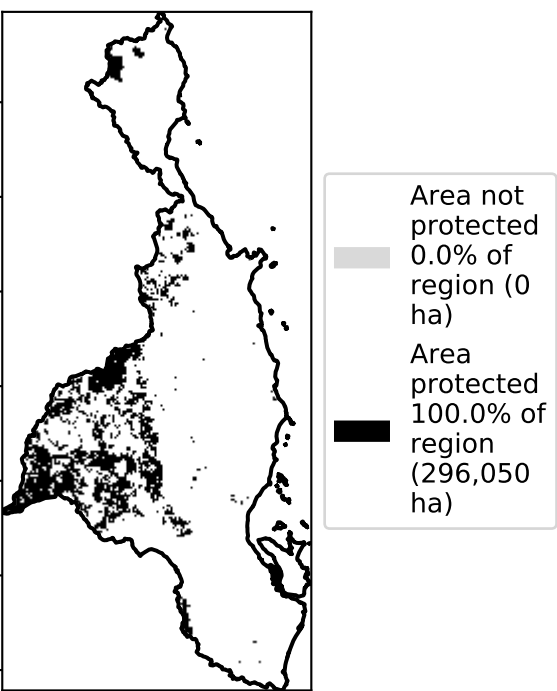 Area not
protected
0.0% of
region (0
ha)
Area
protected
100.0% of
region
(296,050
ha)